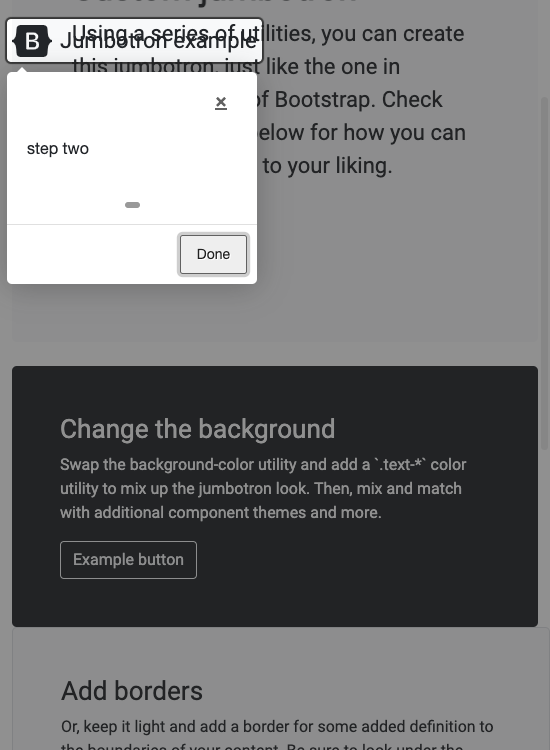 Custom jumbotron
B Jumbotron example
Using a series of utilities, you can create
this jumbotron, just like the one in
of Bootstrap. Check
below for how you can
to your liking.
×
step two
Done
Change the background
Swap the background-color utility and add a `.text-*` color
utility to mix up the jumbotron look. Then, mix and match
with additional component themes and more.
Example button
Add borders
Or, keep it light and add a border for some added definition to
the boundaries of your content. Be sure to look under the